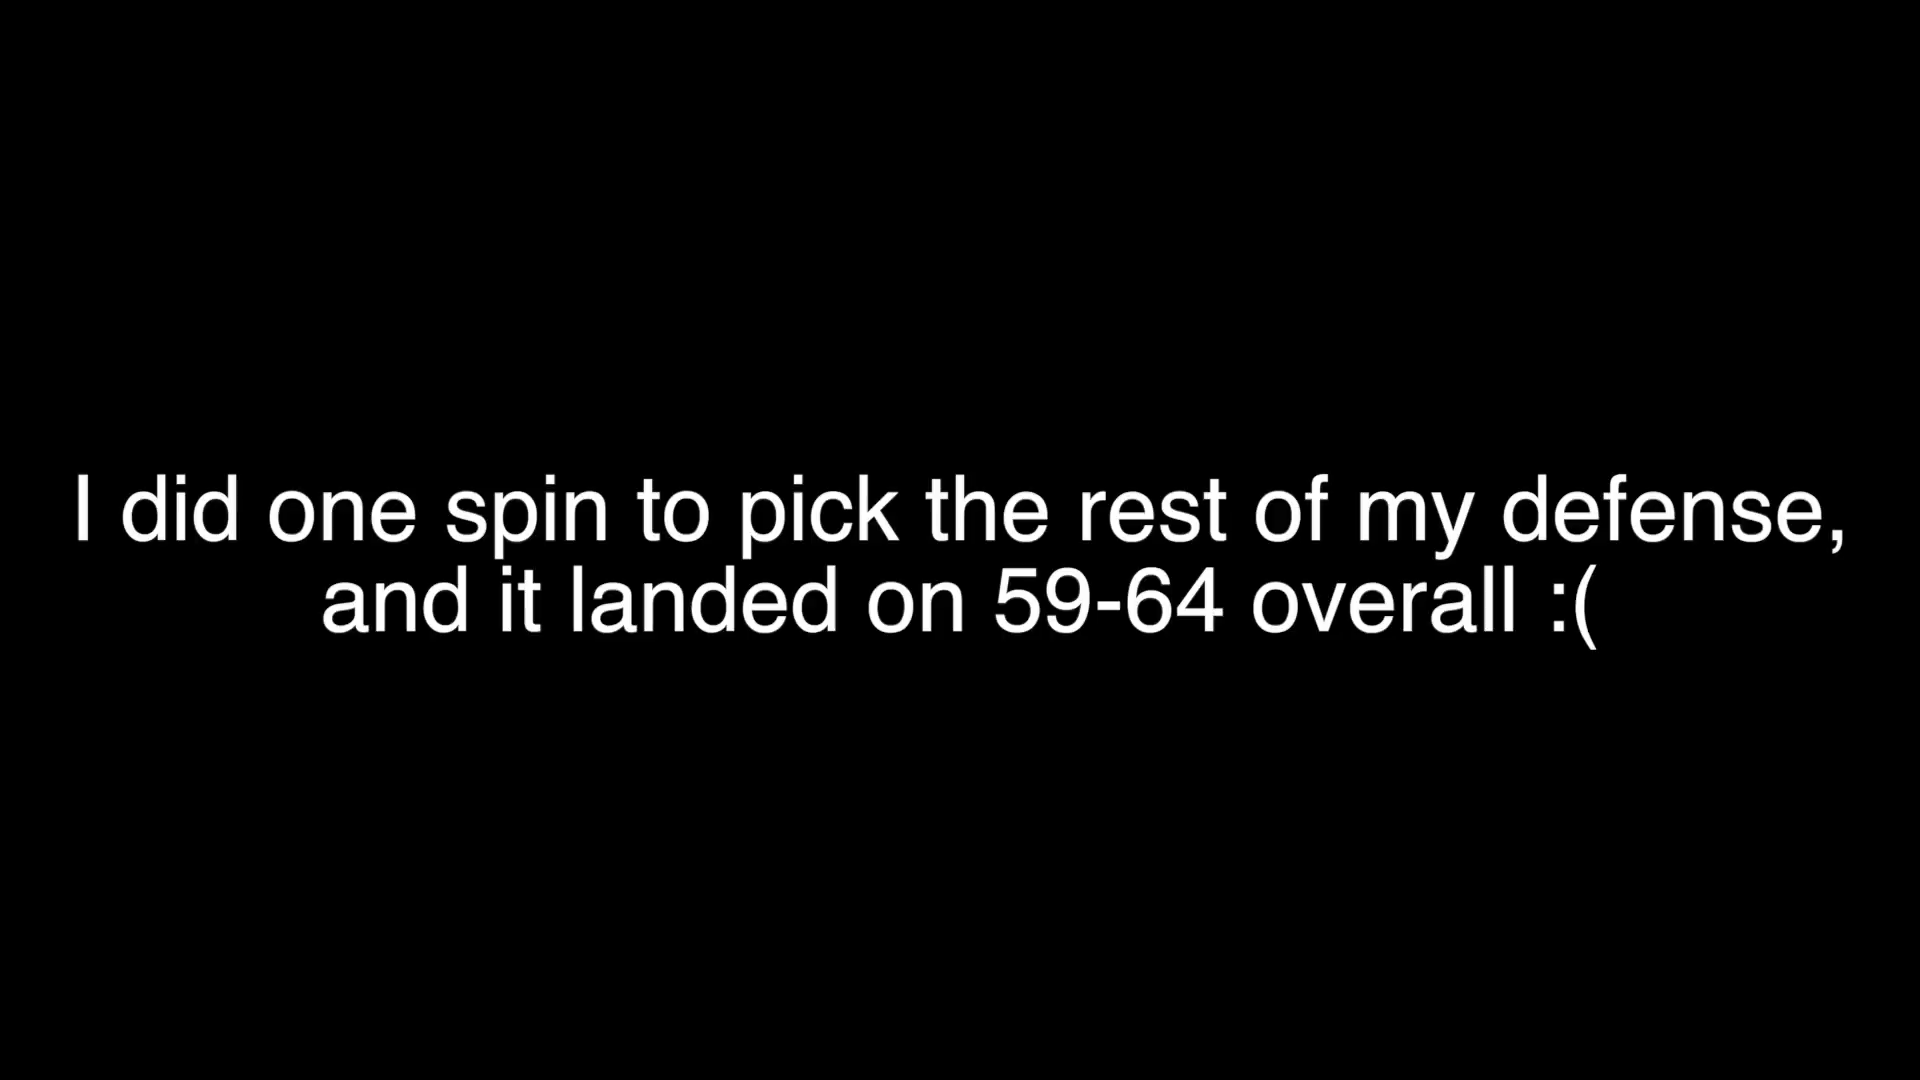 I did one spin to pick the rest of my defense,
and it landed on 59-64 overall :(